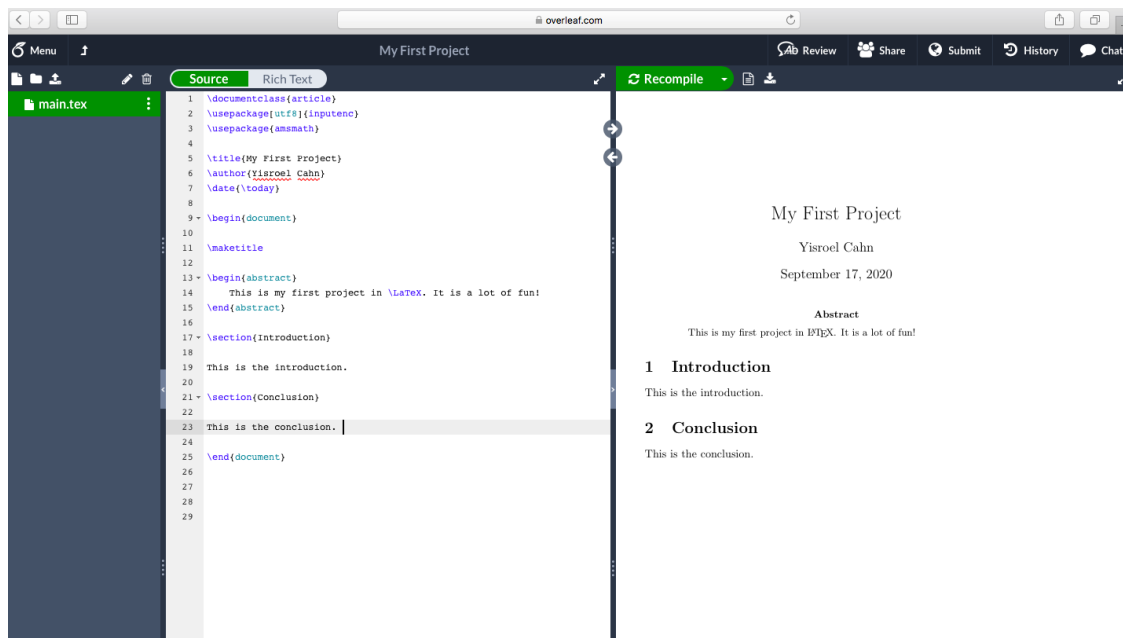 overleaf.com
Menu
My First Project
Review
Share
Submit
History
Chat
Source
Rich Text
Recompile
main.tex
1 \documentclass{article}
2 \usepackage[utf8]{inputenc}
3 \usepackage{amsmath}
4
5 \title{My First Project}
6 \author{Yisroel Cahn}
7 \date{\today}
8
9 \begin{document}
10
11 \maketitle
12
13 \begin{abstract}
14 This is my first project in \LaTeX. It is a lot of fun!
15 \end{abstract}
16
17 \section{Introduction}
18
19 This is the introduction.
20
21 \section{Conclusion}
22
23 This is the conclusion.
24
25 \end{document}
26
27
28
29
My First Project
Yisroel Cahn
September 17, 2020
Abstract
This is my first project in LATEX. It is a lot of fun!
1 Introduction
This is the introduction.
2 Conclusion
This is the conclusion.